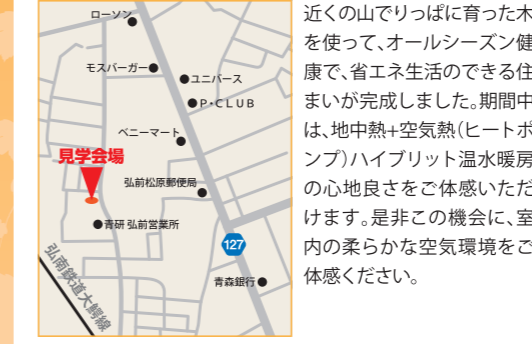 ローソン
モスバーガー
ユニバース
P・CLUB
ベニーマート
見学会場
弘前松原郵便局
青研 弘前営業所
127
青森銀行
弘南鉄道大鰐線
近くの山でりっぱに育った木
を使って、オールシーズン健
康で、省エネ生活のできる住
まいが完成しました。期間中
は、地中熱+空気熱(ヒートポ
ンプ)ハイブリット温水暖房
の心地良さをご体感いただ
けます。是非この機会に、室
内の柔らかな空気環境をご
体感ください。